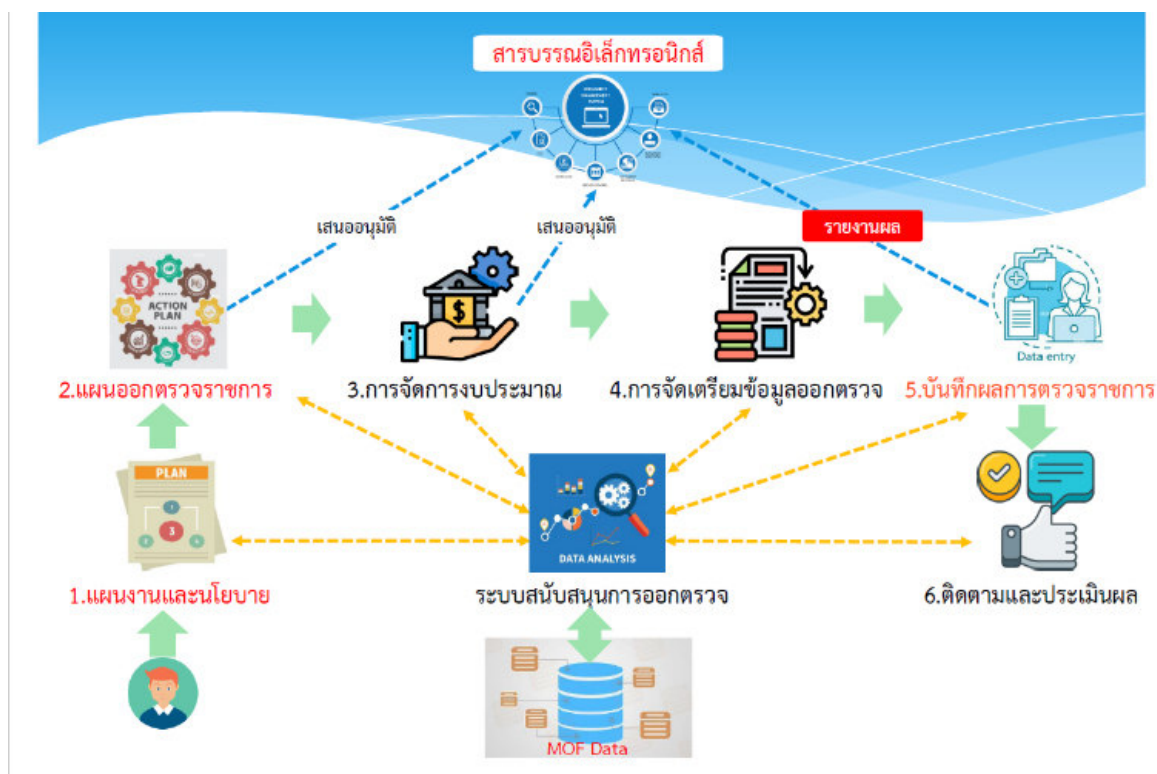 สารบรรณอิเล็กทรอนิกส์
เสนออนุมัติ
เสนออนุมัติ
รายงานผล
ACTION
PLAN
Data entry
2.แผนออกตรวจราชการ
3.การจัดการงบประมาณ
4.การจัดเตรียมข้อมูลออกตรวจ
5.บันทึกผลการตรวจราชการ
PLAN
1
3
DATA ANALYSIS
1.แผนงานและนโยบาย
ระบบสนับสนุนการออกตรวจ
6.ติดตามและประเมินผล
MOF Data